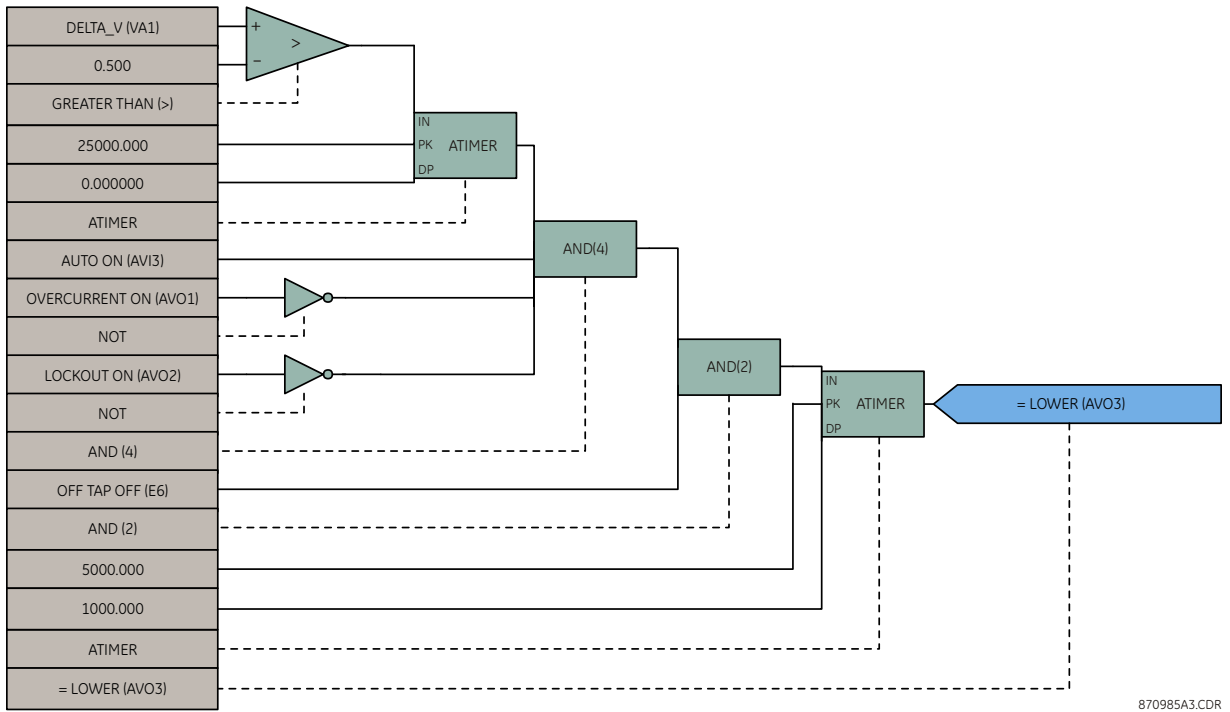 DELTA_V (VA1)
0.500
GREATER THAN (>)
25000.000
0.000000
ATIMER
AUTO ON (AVI3)
OVERCURRENT ON (AVO1)
NOT
LOCKOUT ON (AVO2)
NOT
AND (4)
OFF TAP OFF (E6)
AND (2)
5000.000
1000.000
ATIMER
= LOWER (AVO3)
+
>
−
IN
PK
ATIMER
DP
AND(4)
AND(2)
IN
PK
ATIMER
DP
= LOWER (AVO3)
870985A3.CDR